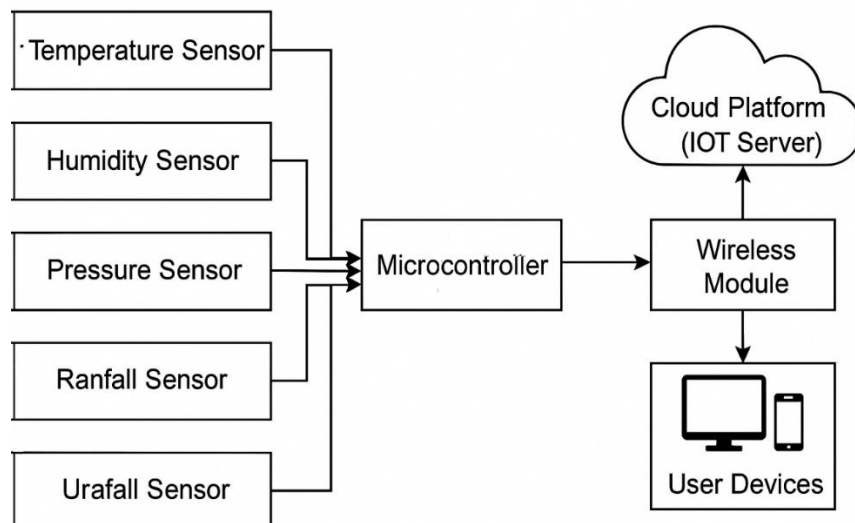 Temperature Sensor
Humidity Sensor
Pressure Sensor
Ranfall Sensor
Urafall Sensor
Microcontroller
Cloud Platform
(IOT Server)
Wireless
Module
User Devices